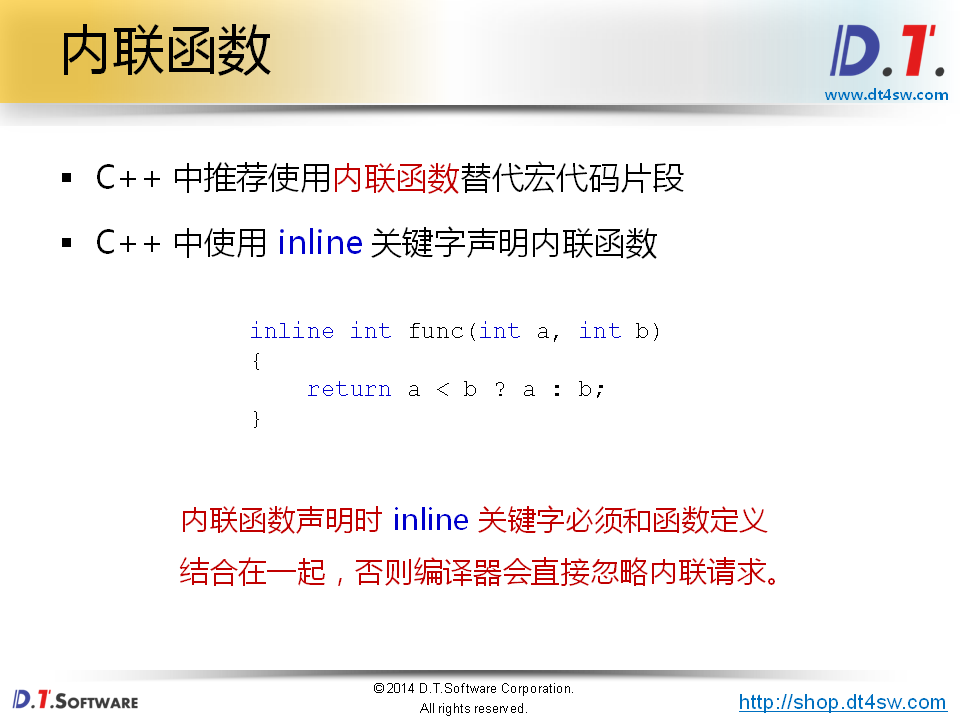 内联函数
D.T.
www.dt4sw.com
▪ C++ 中推荐使用内联函数替代宏代码片段
▪ C++ 中使用 inline 关键字声明内联函数
inline int func(int a, int b)
{
    return a < b ? a : b;
}
内联函数声明时 inline 关键字必须和函数定义
结合在一起，否则编译器会直接忽略内联请求。
D.T.SOFTWARE
©2014 D.T.Software Corporation.
All rights reserved.
http://shop.dt4sw.com